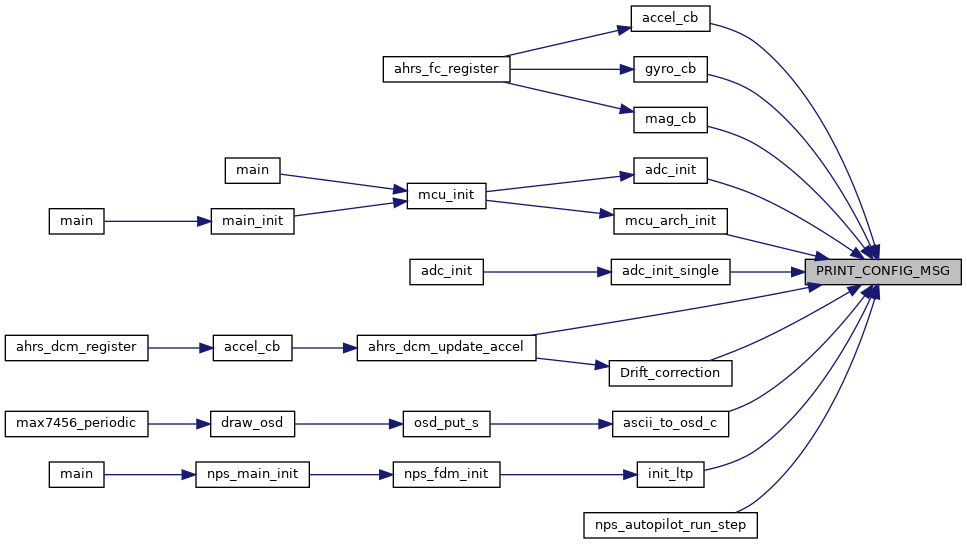 accel_cb
ahrs_fc_register
gyro_cb
mag_cb
main
adc_init
mcu_init
main
main_init
mcu_arch_init
adc_init
adc_init_single
PRINT_CONFIG_MSG
ahrs_dcm_register
accel_cb
ahrs_dcm_update_accel
Drift_correction
max7456_periodic
draw_osd
osd_put_s
ascii_to_osd_c
main
nps_main_init
nps_fdm_init
init_ltp
nps_autopilot_run_step